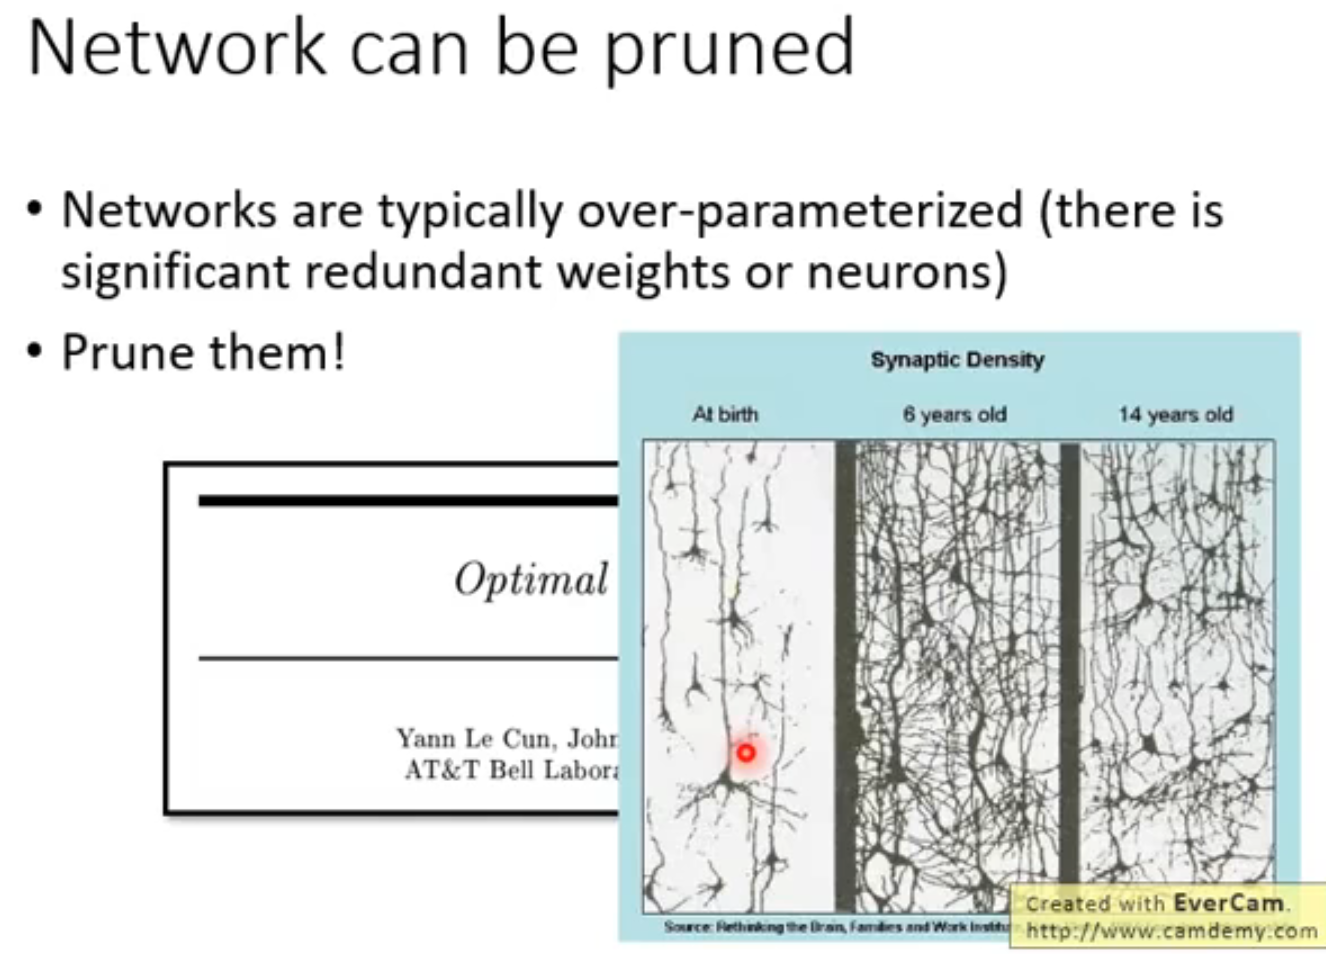 Network can be pruned
• Networks are typically over-parameterized (there is
significant redundant weights or neurons)
• Prune them!
Optimal
Yann Le Cun, John
AT&T Bell Labora
Synaptic Density
At birth
6 years old
14 years old
Source: Rethinking the Brain, Families and Work Institu
Created with EverCam.
http://www.camdemy.com